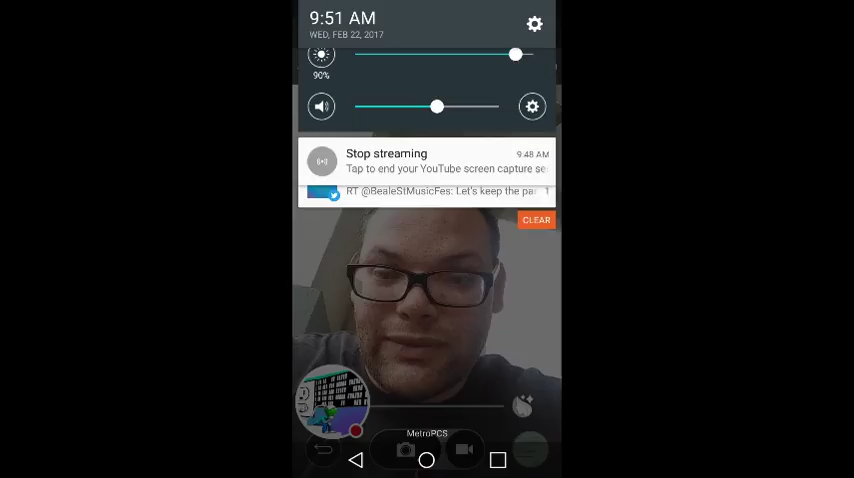 9:51 AM
WED, FEB 22, 2017
90%
Stop streaming 9:48 AM
Tap to end your YouTube screen capture se
RT @BealeStMusicFes: Let's keep the pa 1
CLEAR
MetroPCS